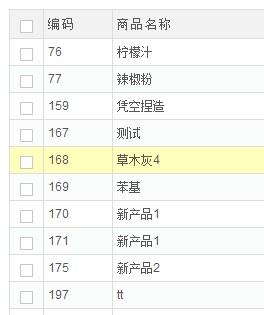 编码 商品名称
76 柠檬汁
77 辣椒粉
159 凭空捏造
167 测试
168 草木灰4
169 苯基
170 新产品1
171 新产品1
175 新产品2
197 tt